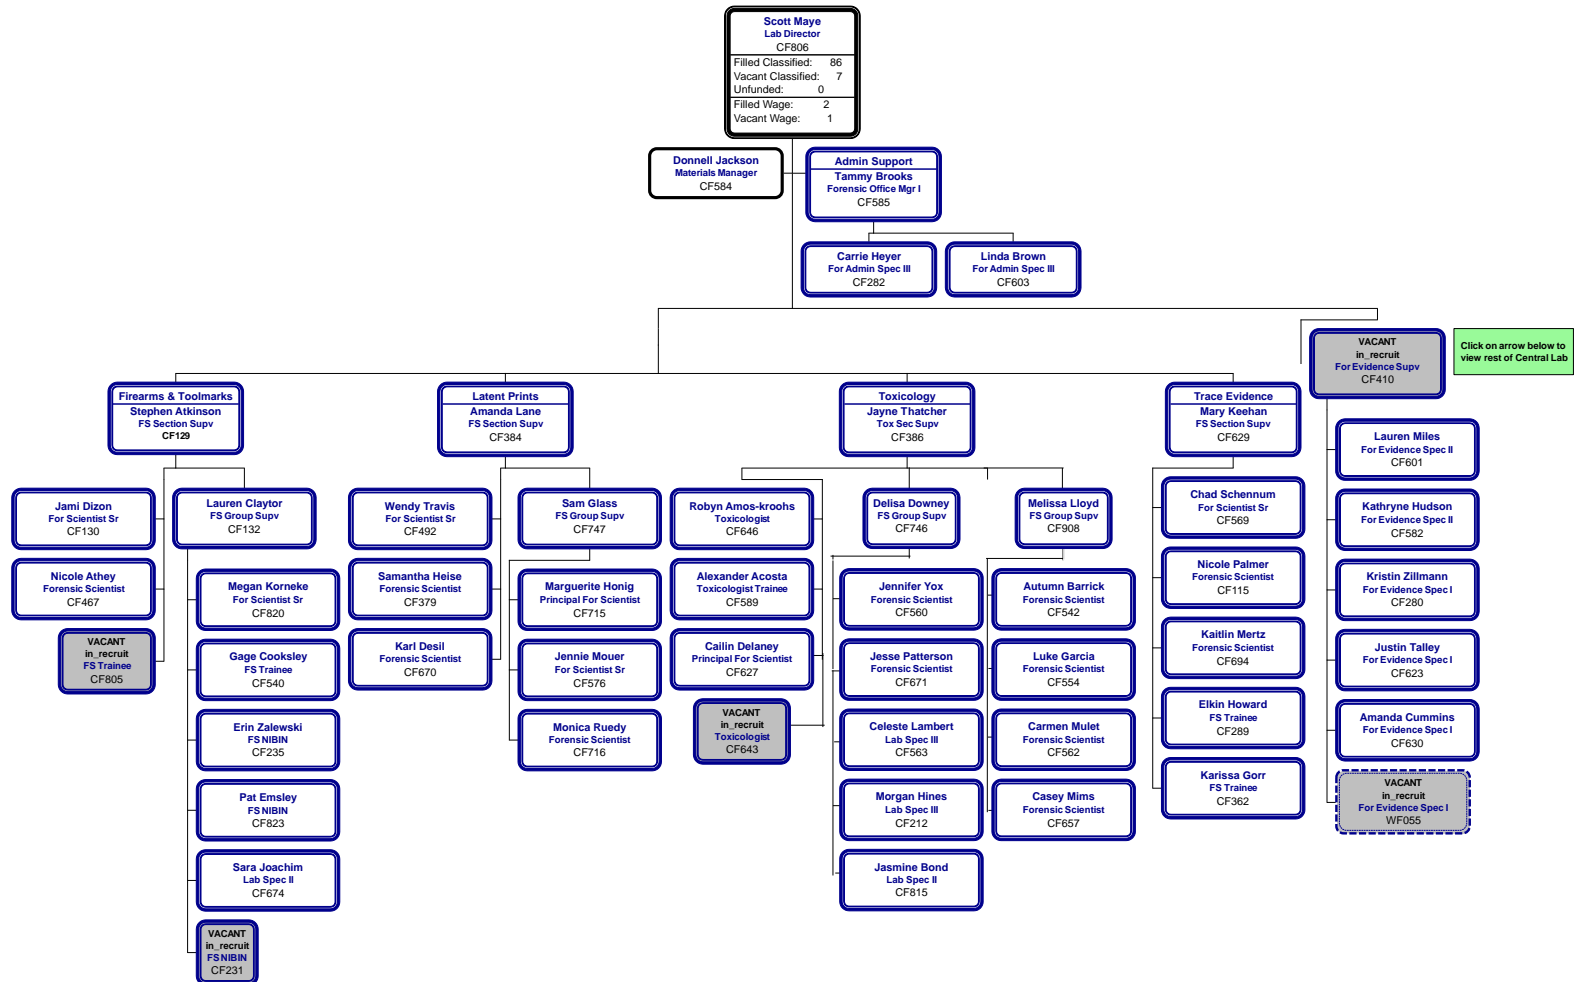 Scott Maye
Lab Director
CF806
Filled Classified: 86
Vacant Classified: 7
Unfunded: 0
Filled Wage: 2
Vacant Wage: 1
Donnell Jackson
Materials Manager
CF584
Admin Support
Tammy Brooks
Forensic Office Mgr I
CF585
Carrie Heyer
For Admin Spec III
CF282
Linda Brown
For Admin Spec III
CF603
VACANT
in_recruit
For Evidence Supv
CF410
Click on arrow below to
view rest of Central Lab
Firearms & Toolmarks
Stephen Atkinson
FS Section Supv
CF129
Latent Prints
Amanda Lane
FS Section Supv
CF384
Toxicology
Jayne Thatcher
Tox Sec Supv
CF386
Trace Evidence
Mary Keehan
FS Section Supv
CF629
Jami Dizon
For Scientist Sr
CF130
Nicole Athey
Forensic Scientist
CF467
VACANT
in_recruit
FS Trainee
CF805
Lauren Claytor
FS Group Supv
CF132
Megan Korneke
For Scientist Sr
CF820
Gage Cooksley
FS Trainee
CF540
Erin Zalewski
FS NIBIN
CF235
Pat Emsley
FS NIBIN
CF823
Sara Joachim
Lab Spec II
CF674
VACANT
in_recruit
FS NIBIN
CF231
Wendy Travis
For Scientist Sr
CF492
Samantha Heise
Forensic Scientist
CF379
Karl Desil
Forensic Scientist
CF670
Sam Glass
FS Group Supv
CF747
Marguerite Honig
Principal For Scientist
CF715
Jennie Mouer
For Scientist Sr
CF576
Monica Ruedy
Forensic Scientist
CF716
Robyn Amos-kroohs
Toxicologist
CF646
Alexander Acosta
Toxicologist Trainee
CF589
Cailin Delaney
Principal For Scientist
CF627
VACANT
in_recruit
Toxicologist
CF643
Delisa Downey
FS Group Supv
CF746
Jennifer Yox
Forensic Scientist
CF560
Jesse Patterson
Forensic Scientist
CF671
Celeste Lambert
Lab Spec III
CF563
Morgan Hines
Lab Spec III
CF212
Jasmine Bond
Lab Spec II
CF815
Melissa Lloyd
FS Group Supv
CF908
Autumn Barrick
Forensic Scientist
CF542
Luke Garcia
Forensic Scientist
CF554
Carmen Mulet
Forensic Scientist
CF562
Casey Mims
Forensic Scientist
CF657
Chad Schennum
For Scientist Sr
CF569
Nicole Palmer
Forensic Scientist
CF115
Kaitlin Mertz
Forensic Scientist
CF694
Elkin Howard
FS Trainee
CF289
Karissa Gorr
FS Trainee
CF362
Lauren Miles
For Evidence Spec II
CF601
Kathryne Hudson
For Evidence Spec II
CF582
Kristin Zillmann
For Evidence Spec I
CF280
Justin Talley
For Evidence Spec I
CF623
Amanda Cummins
For Evidence Spec I
CF630
VACANT
in_recruit
For Evidence Spec I
WF055